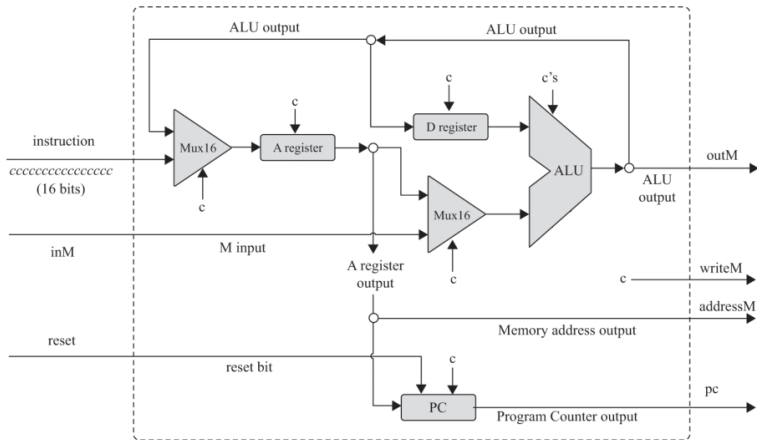 ALU output
ALU output
c
c's
c
instruction
Mux16
A register
D register
cccccccccccccccc
(16 bits)
c
ALU
outM
ALU
output
Mux16
inM
M input
c
A register
output
c
writeM
addressM
Memory address output
reset
reset bit
c
pc
PC
Program Counter output